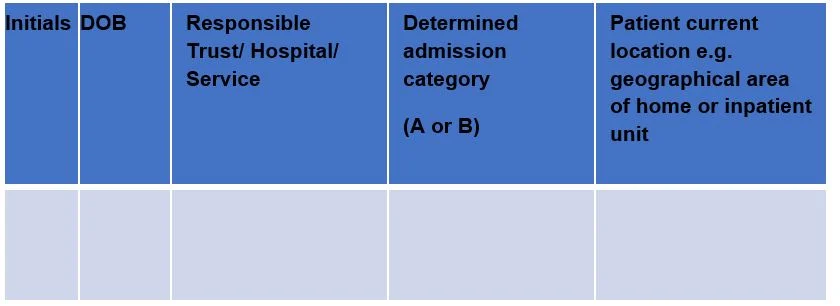 Initials
DOB
Responsible
Trust/ Hospital/
Service
Determined
admission
category
(A or B)
Patient current
location e.g.
geographical area
of home or inpatient
unit